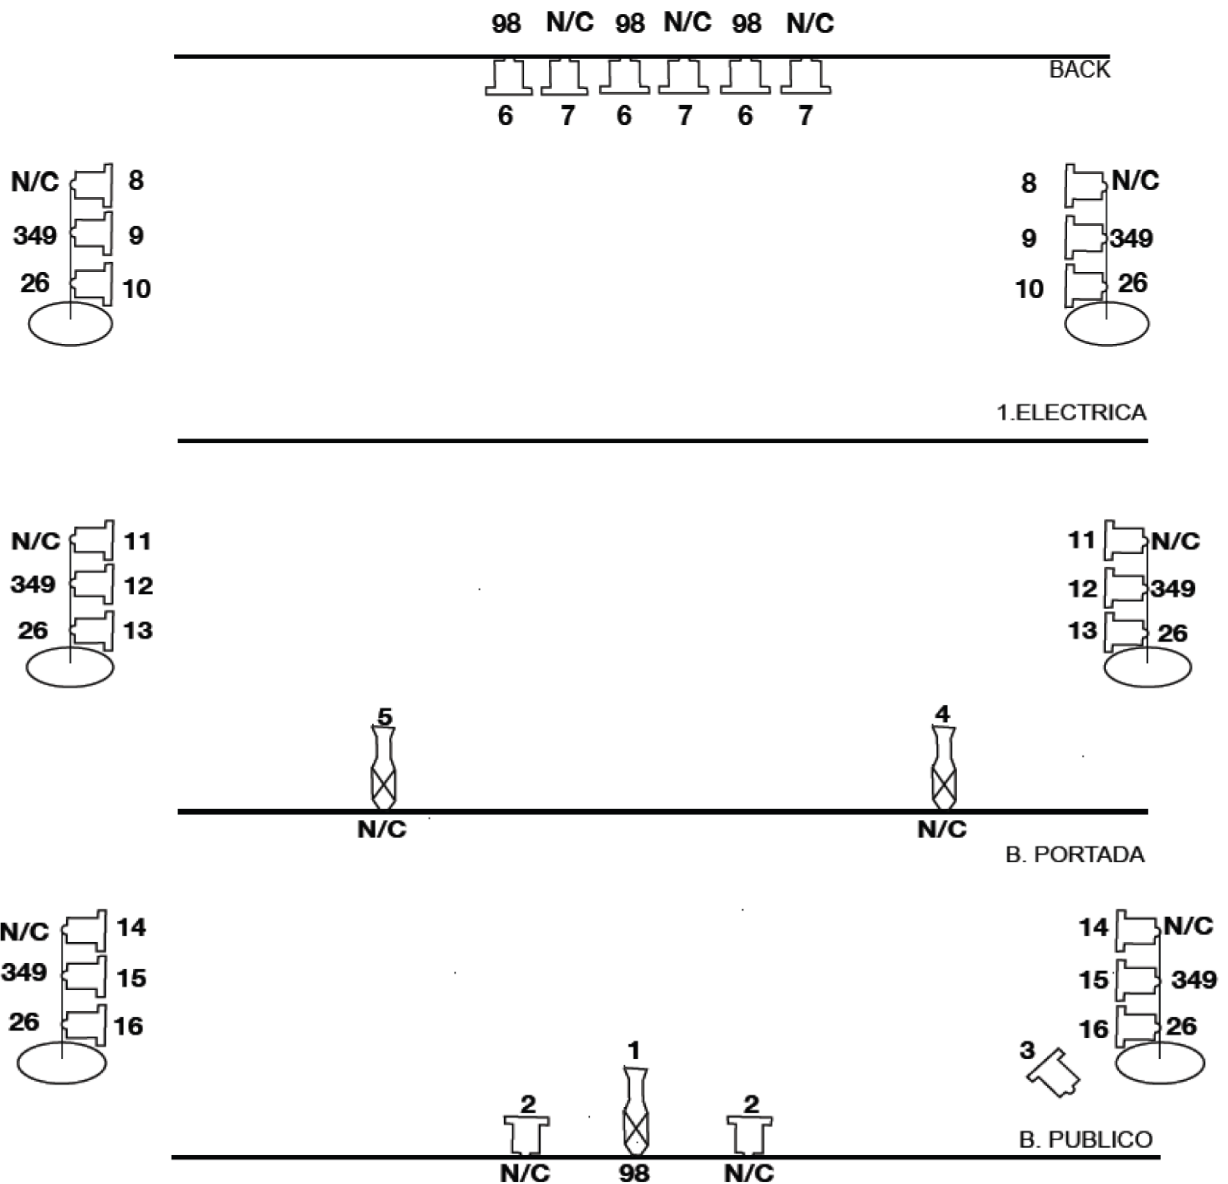 98 N/C 98 N/C 98 N/C
BACK
6 7 6 7 6 7
N/C 8 8 N/C
349 9 9 349
26 10 10 26
1.ELECTRICA
N/C 11 11 N/C
349 12 12 349
26 13 13 26
5 4
N/C N/C
B. PORTADA
N/C 14 14 N/C
349 15 15 349
26 16 16 26
1 3
2 2
B. PUBLICO
N/C 98 N/C